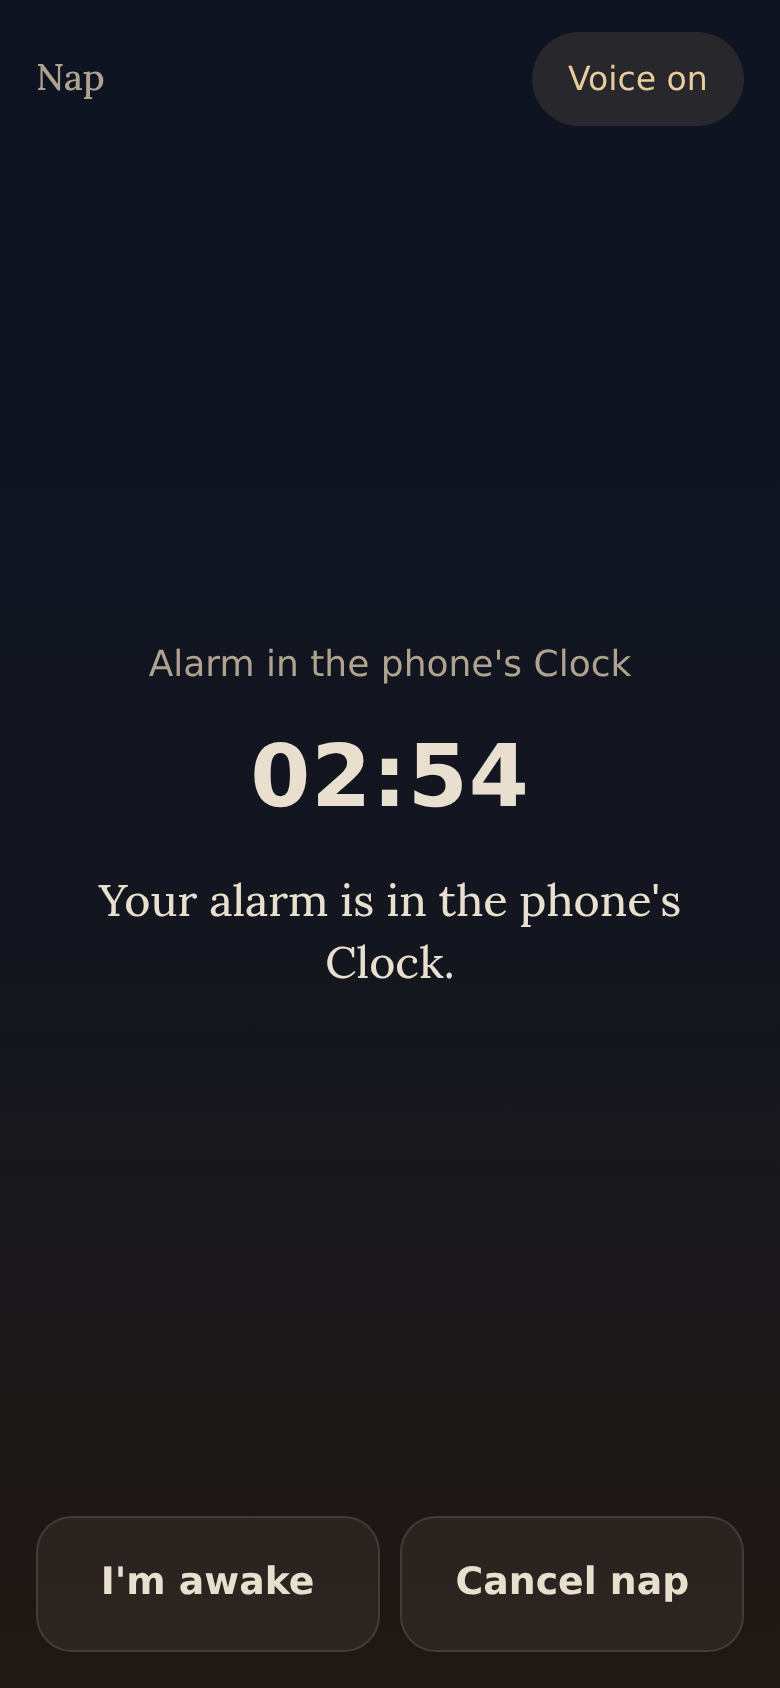 Nap
Voice on
Alarm in the phone's Clock
02:54
Your alarm is in the phone's
Clock.
I'm awake
Cancel nap